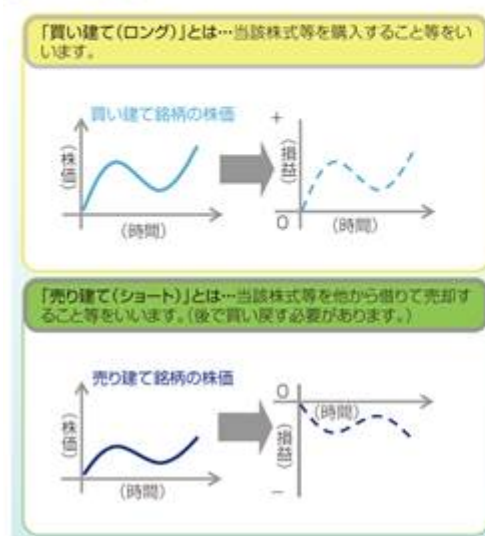 「買い建て(ロング)」とは…当該株式等を購入すること等をい
います。
買い建て銘柄の株価
(株価)
(時間)
+
(損益)
0
(時間)
「売り建て(ショート)」とは…当該株式等を他から借りて売却す
ること等をいいます。(後で買い戻す必要があります。)
売り建て銘柄の株価
(株価)
(時間)
0
(時間)
(損益)
−